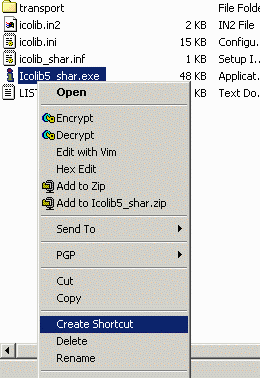 transport File Folde
icolib.in2 2 KB IN2 File
icolib.ini 15 KB Configu..
icolib_shar.inf 1 KB Setup I..
Icolib5_shar.exe 48 KB Applicat..
LIS KB Text Do..
Open
Encrypt
Decrypt
Edit with Vim
Hex Edit
Add to Zip
Add to Icolib5_shar.zip
Send To
PGP
Cut
Copy
Create Shortcut
Delete
Rename